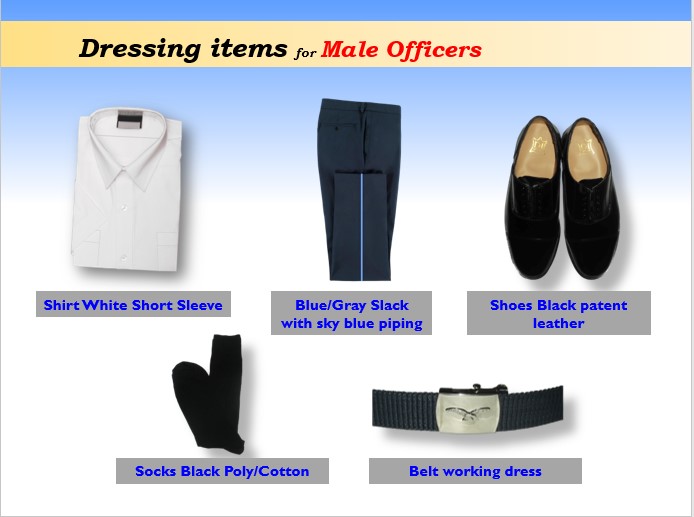 Dressing items for Male Officers
Shirt White Short Sleeve
Blue/Gray Slack
with sky blue piping
Shoes Black patent
leather
Socks Black Poly/Cotton
Belt working dress